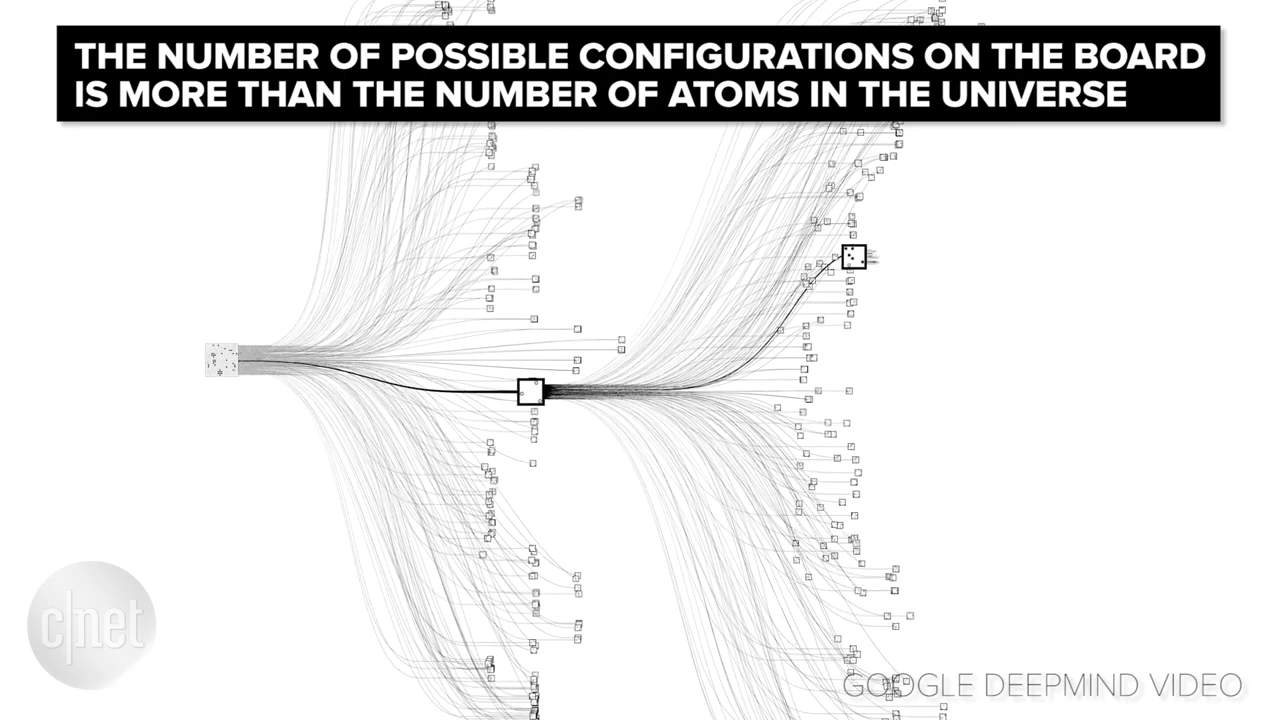 THE NUMBER OF POSSIBLE CONFIGURATIONS ON THE BOARD
IS MORE THAN THE NUMBER OF ATOMS IN THE UNIVERSE
c|net
GOOGLE DEEPMIND VIDEO